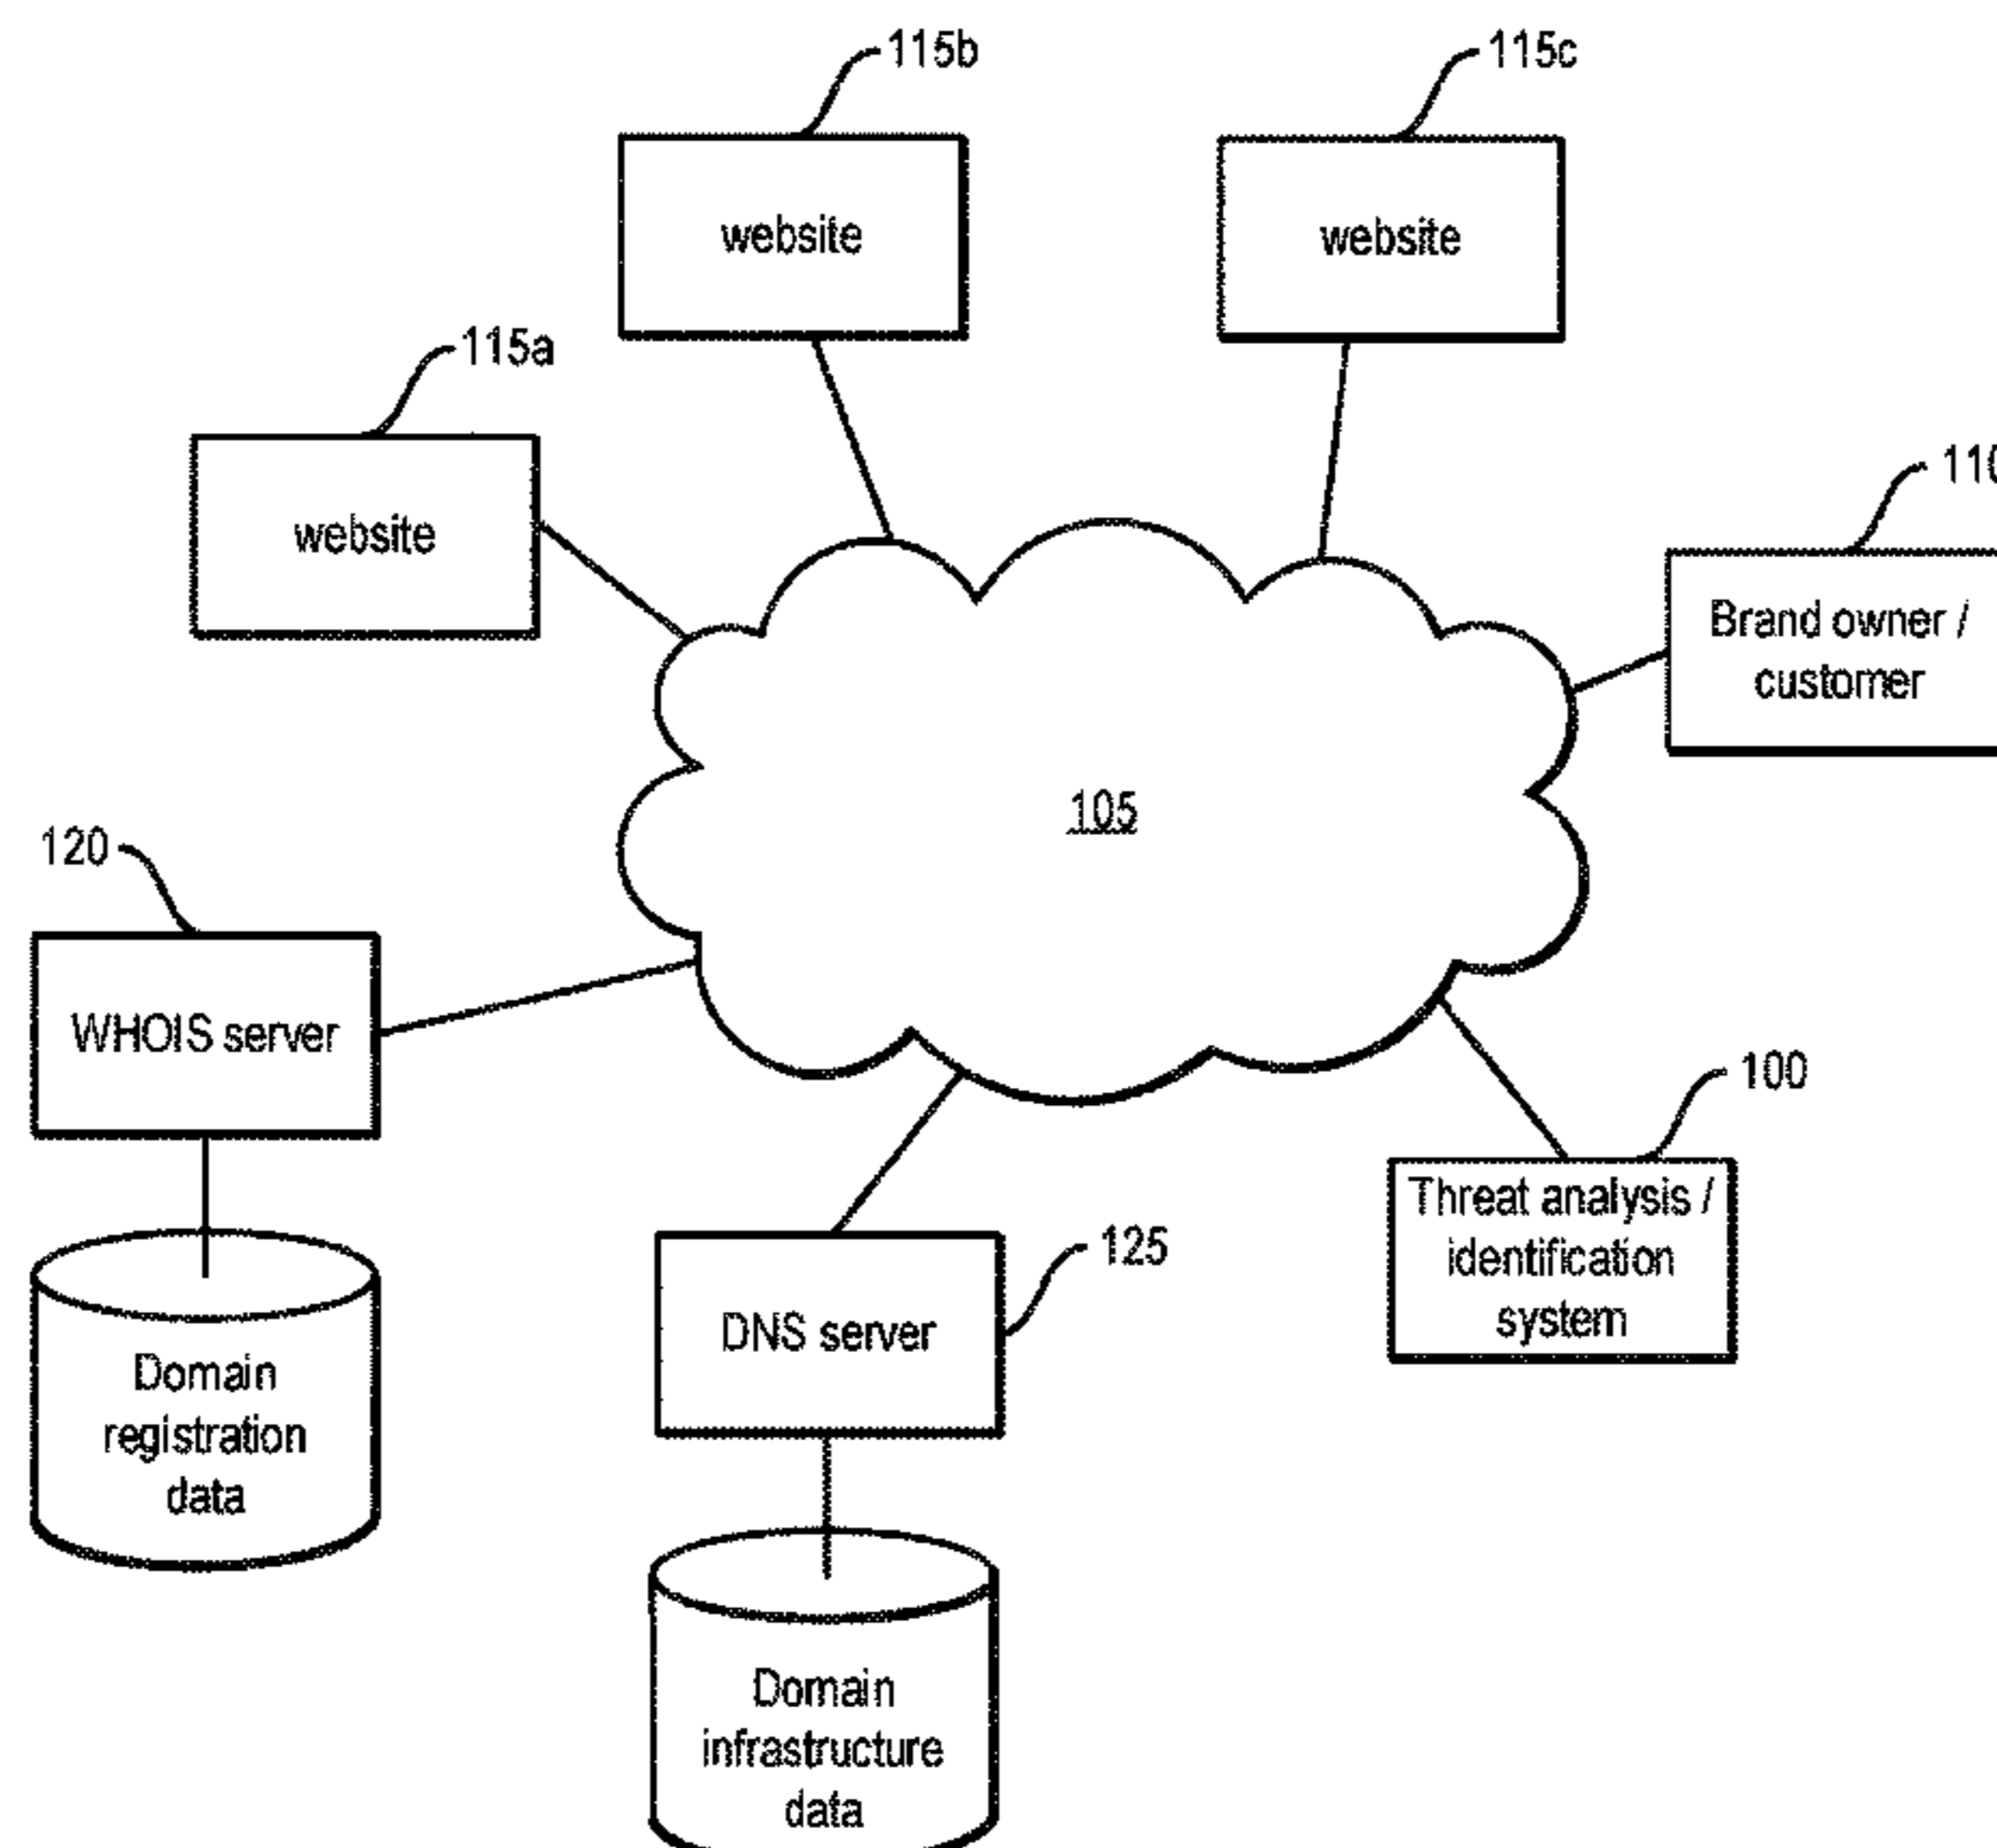 115b
115c
website
website
115a
110
website
Brand owner /
customer
105
120
WHOIS server
100
Threat analysis /
identification
system
125
DNS server
Domain
registration
data
Domain
infrastructure
data